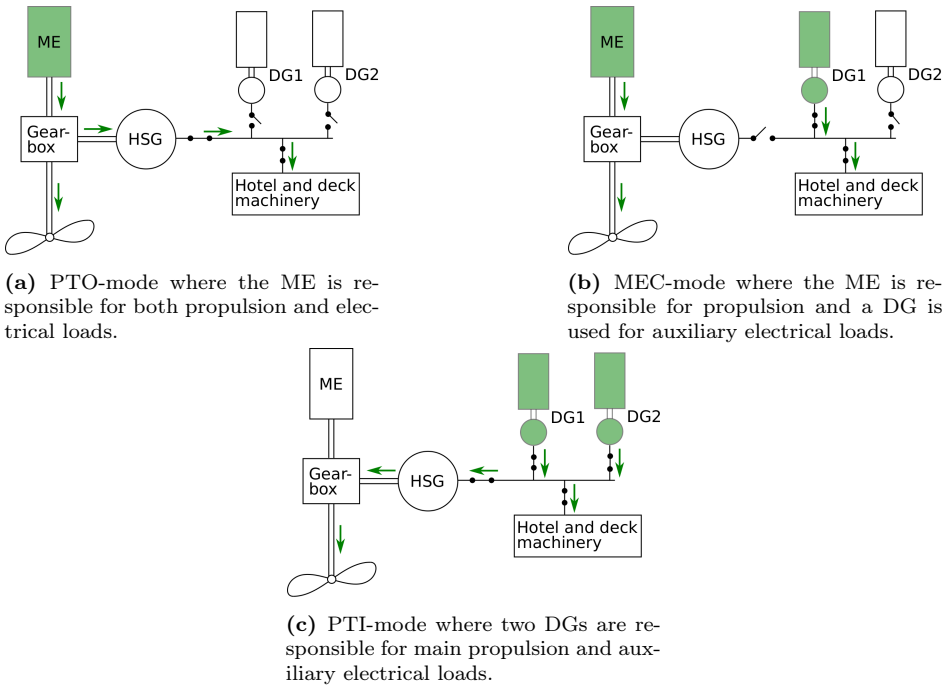 ME
DG1
DG2
Gear-
box
HSG
Hotel and deck
machinery
(a) PTO-mode where the ME is re-
sponsible for both propulsion and elec-
trical loads.
ME
DG1
DG2
Gear-
box
HSG
Hotel and deck
machinery
(b) MEC-mode where the ME is re-
sponsible for propulsion and a DG is
used for auxiliary electrical loads.
ME
DG1
DG2
Gear-
box
HSG
Hotel and deck
machinery
(c) PTI-mode where two DGs are re-
sponsible for main propulsion and aux-
iliary electrical loads.